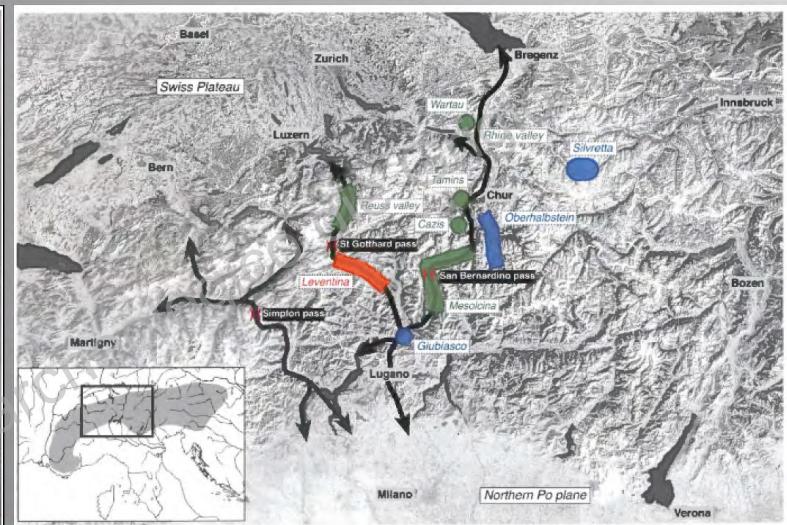 Basel
Zurich
Bregenz
Swiss Plateau
Innsbruck
Wartau
Rhine valley
Luzern
Silvretta
Bern
Tamins
Chur
Reuss valley
Cazis
Oberhalbstein
St Gotthard pass
San Bernardino pass
Leventina
Bozen
Mesolcina
Simplon pass
Martigny
Giubiasco
Lugano
Milano
Northern Po plane
Verona